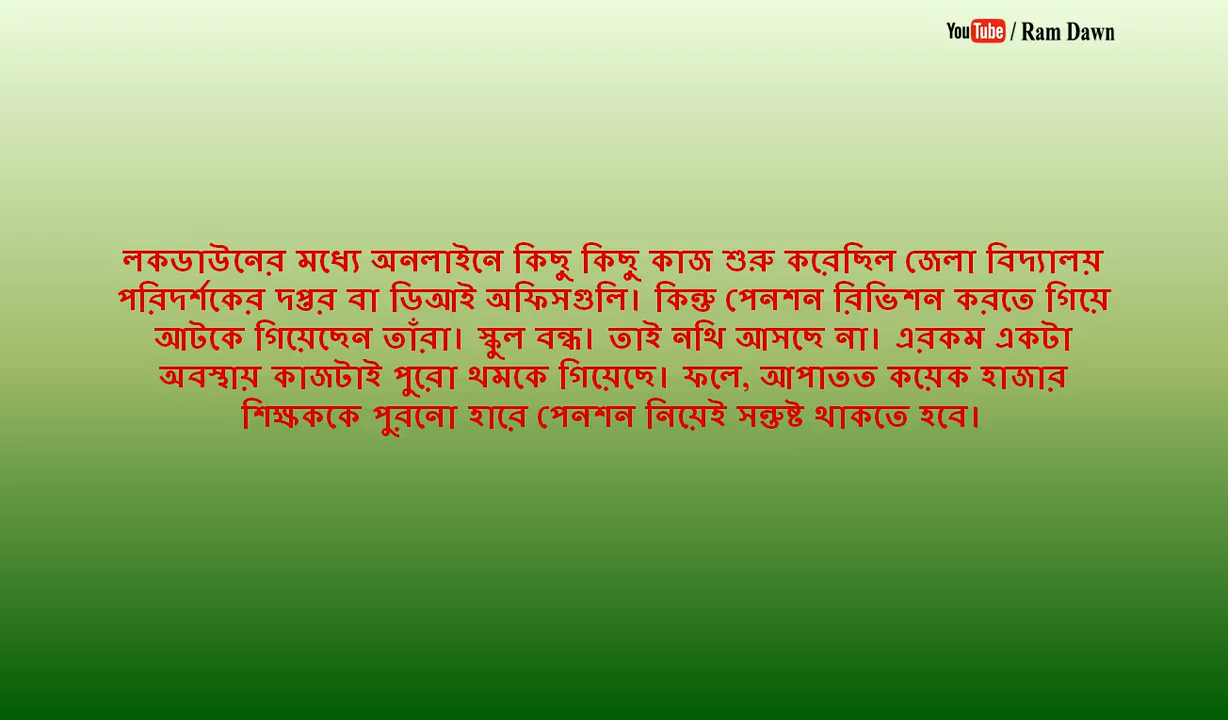 YouTube / Ram Dawn
লকডাউনের মধ্যে অনলাইনে কিছু কিছু কাজ শুরু করেছিল জেলা বিদ্যালয়
পরিদর্শকের দপ্তর বা ডিআই অফিসগুলি। কিন্তু পেনশন রিভিশন করতে গিয়ে
আটকে গিয়েছেন তাঁরা। স্কুল বন্ধ। তাই নথি আসছে না। এরকম একটা
অবস্থায় কাজটাই পুরো থমকে গিয়েছে। ফলে, আপাতত কয়েক হাজার
শিক্ষককে পুরনো হারে পেনশন নিয়েই সন্তুষ্ট থাকতে হবে।